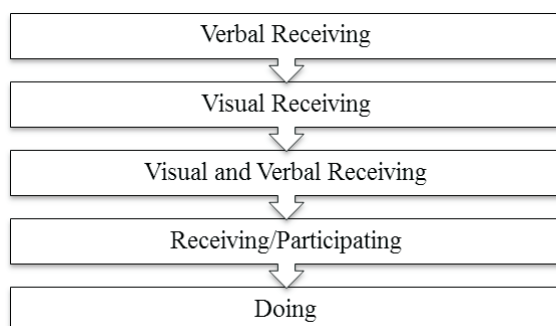 Verbal Receiving
Visual Receiving
Visual and Verbal Receiving
Receiving/Participating
Doing